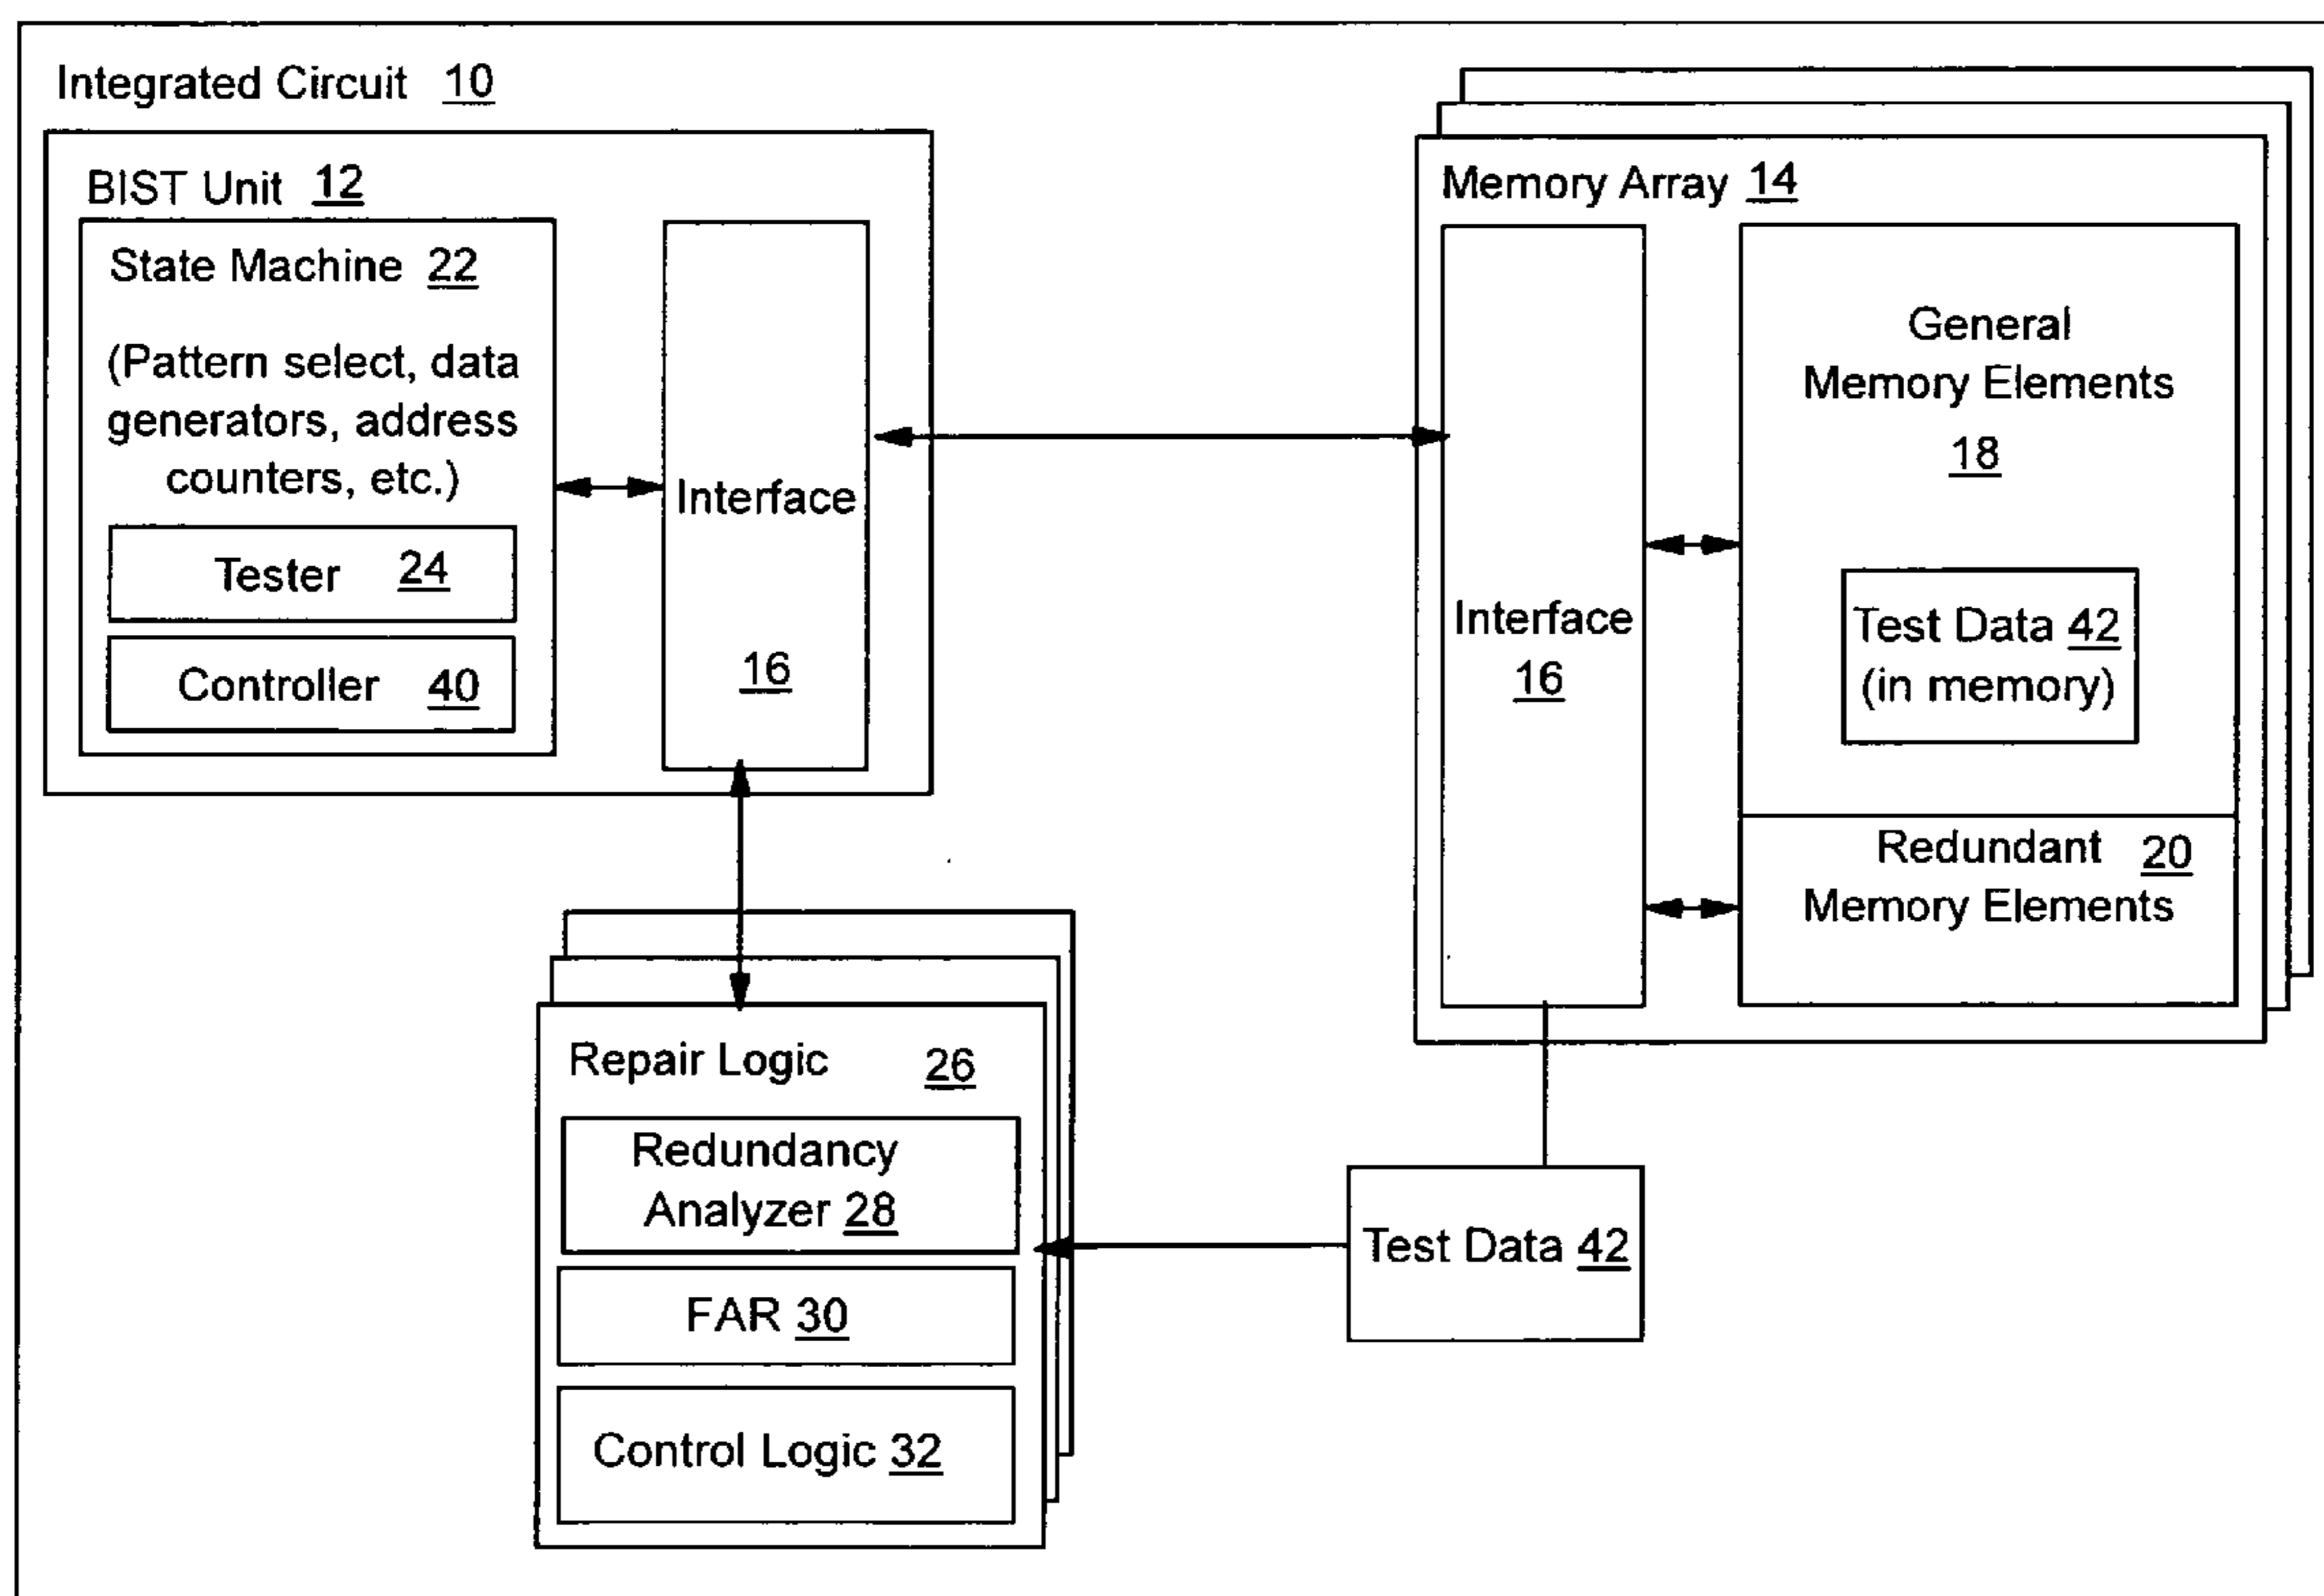 Integrated Circuit 10
BIST Unit 12
State Machine 22
(Pattern select, data
generators, address
counters, etc.)
Tester 24
Controller 40
Interface
16
Memory Array 14
Interface
16
General
Memory Elements
18
Test Data 42
(in memory)
Redundant 20
Memory Elements
Repair Logic 26
Redundancy
Analyzer 28
FAR 30
Control Logic 32
Test Data 42